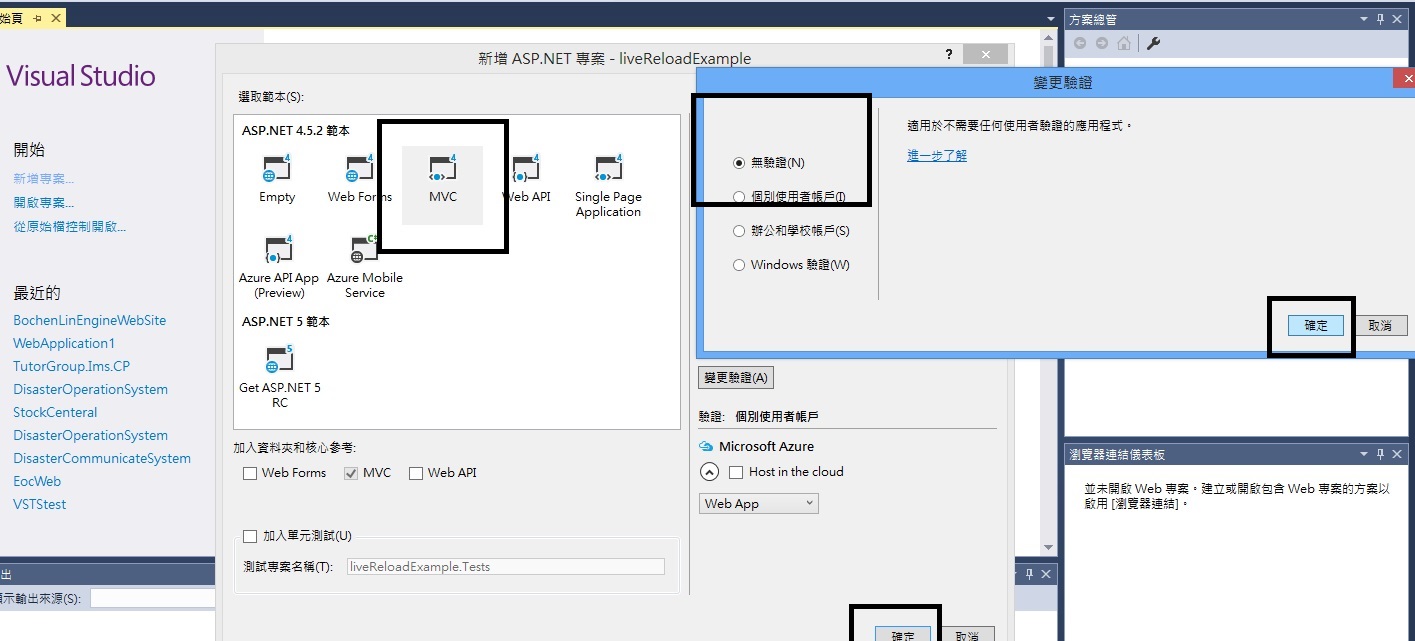 始頁
Visual Studio
開始
新增專案...
開啟專案...
從原始檔控制開啟...
最近的
BochenLinEngineWebSite
WebApplication1
TutorGroup.Ims.CP
DisasterOperationSystem
StockCenteral
DisasterOperationSystem
DisasterCommunicateSystem
EocWeb
VSTStest
出
示輸出來源(S):
新增 ASP.NET 專案 - liveReloadExample
?
選取範本(S):
ASP.NET 4.5.2 範本
Empty
Web Forms
MVC
Web API
Single Page
Application
Azure API App
(Preview)
Azure Mobile
Service
ASP.NET 5 範本
Get ASP.NET 5
RC
加入資料夾和核心參考:
Web Forms
MVC
Web API
加入單元測試(U)
測試專案名稱(T):
liveReloadExample.Tests
變更驗證(A)
驗證: 個別使用者帳戶
Microsoft Azure
Host in the cloud
Web App
確定
取消
變更驗證
無驗證(N)
個別使用者帳戶(I)
辦公和學校帳戶(S)
Windows 驗證(W)
適用於不需要任何使用者驗證的應用程式。
進一步了解
確定
取消
方案總管
瀏覽器連結儀表板
並未開啟 Web 專案。建立或開啟包含 Web 專案的方案以
啟用 [瀏覽器連結]。